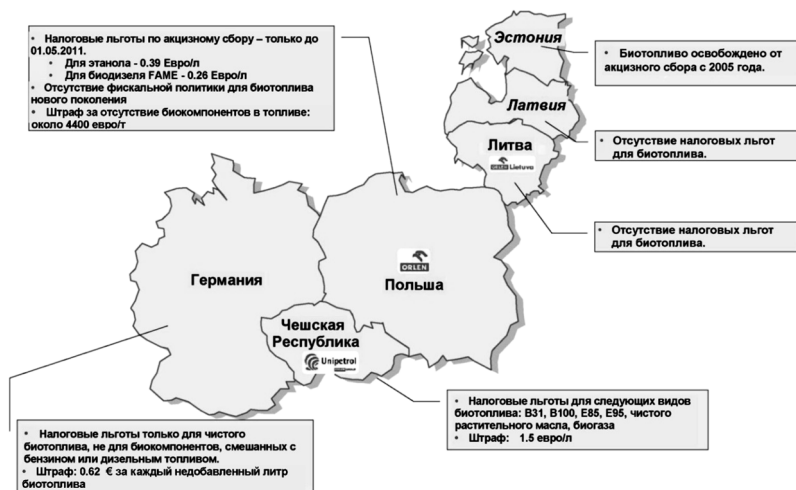 • Налоговые льготы по акцизному сбору – только до
01.05.2011.
• Для этанола - 0.39 Евро/л
• Для биодизеля FAME - 0.26 Евро/л
• Отсутствие фискальной политики для биотоплива
нового поколения
• Штраф за отсутствие биокомпонентов в топливе:
около 4400 евро/т
Эстония
• Биотопливо освобождено от
акцизного сбора с 2005 года.
Латвия
• Отсутствие налоговых льгот
для биотоплива.
Литва
ORLEN Lietuva
• Отсутствие налоговых льгот
для биотоплива.
Германия
ORLEN
Польша
Чешская
Республика
Unipetrol
• Налоговые льготы для следующих видов
биотоплива: B31, B100, E85, E95, чистого
растительного масла, биогаза
• Штраф: 1.5 евро/л
• Налоговые льготы только для чистого
биотоплива, не для биокомпонентов, смешанных с
бензином или дизельным топливом.
• Штраф: 0.62 € за каждый недобавленный литр
биотоплива